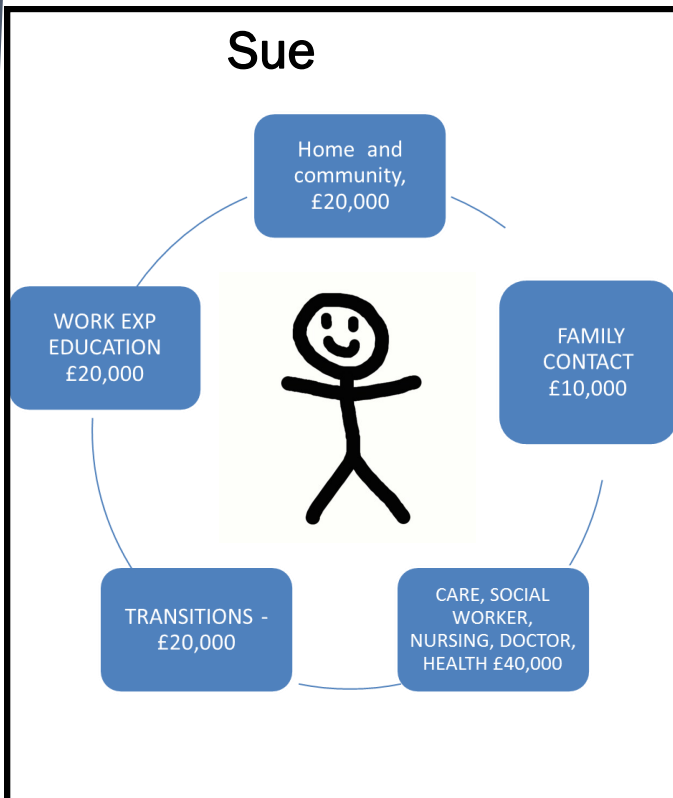 Sue
Home and
community,
£20,000
FAMILY
CONTACT
£10,000
CARE, SOCIAL
WORKER,
NURSING, DOCTOR,
HEALTH £40,000
TRANSITIONS -
£20,000
WORK EXP
EDUCATION
£20,000